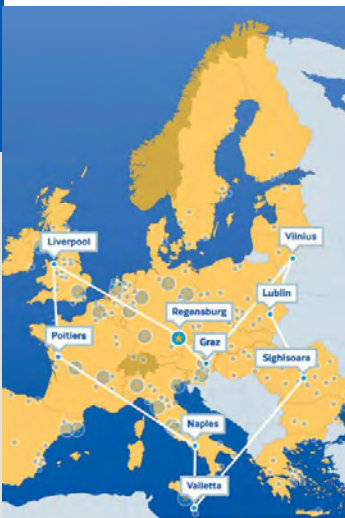 Liverpool
Vilnius
Lublin
Regensburg
Poitiers
Graz
Sighisoara
Naples
Valletta